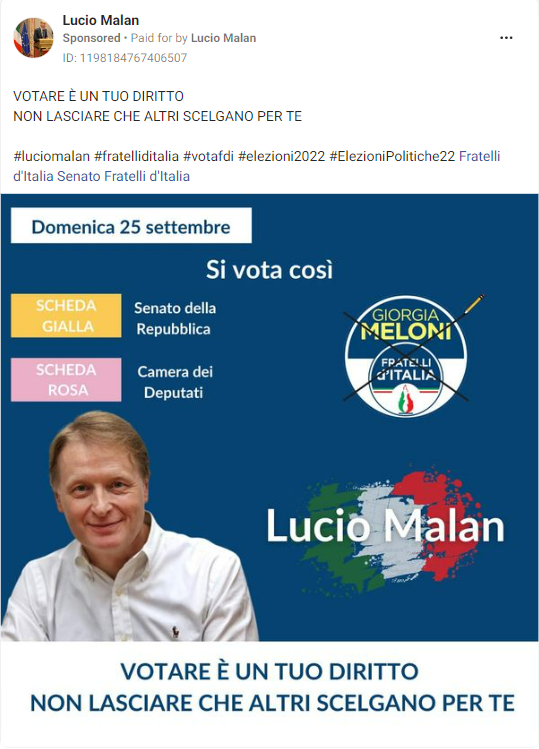 Lucio Malan
Sponsored • Paid for by Lucio Malan
ID: 1198184767406507
VOTARE È UN TUO DIRITTO
NON LASCIARE CHE ALTRI SCELGANO PER TE
#luciomalan #fratelliditalia #votafdi #elezioni2022 #ElezioniPolitiche22 Fratelli
d'Italia Senato Fratelli d'Italia
Domenica 25 settembre
Si vota così
SCHEDA
GIALLA
Senato della
Repubblica
SCHEDA
ROSA
Camera dei
Deputati
GIORGIA
MELONI
FRATELLI
d'ITALIA
Lucio Malan
VOTARE È UN TUO DIRITTO
NON LASCIARE CHE ALTRI SCELGANO PER TE